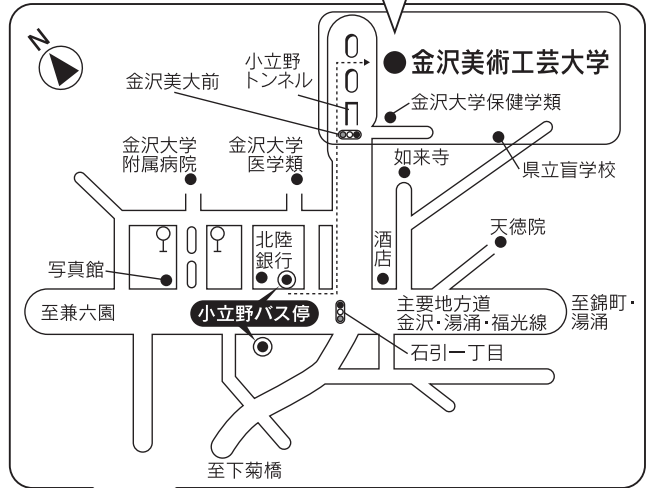 N
小立野
トンネル
金沢美大前
金沢美術工芸大学
金沢大学保健学類
金沢大学
附属病院
金沢大学
医学類
如来寺
県立盲学校
天徳院
北陸
銀行
酒店
写真館
至兼六園
小立野バス停
主要地方道
金沢・湯涌・福光線
至錦町・
湯涌
石引一丁目
至下菊橋